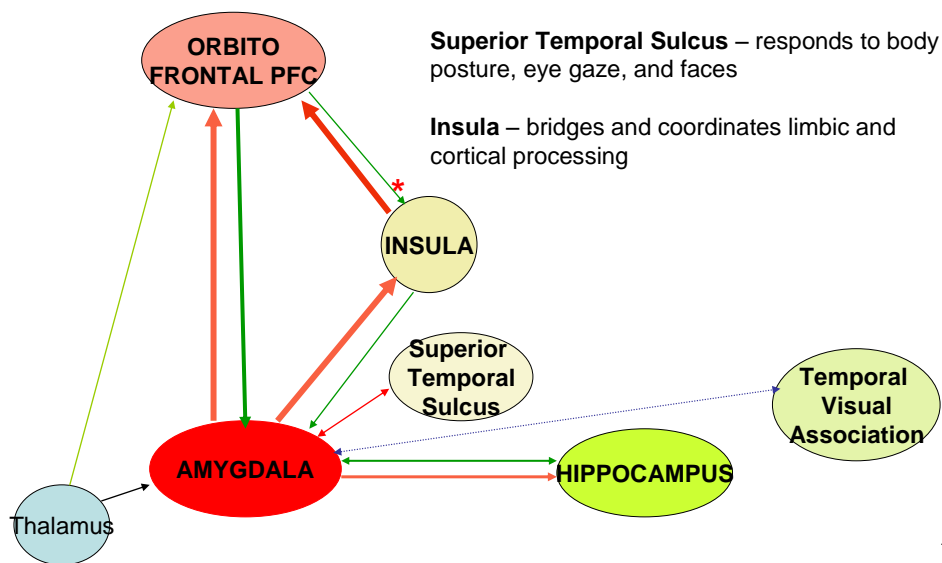 ORBITO
FRONTAL PFC
Superior Temporal Sulcus – responds to body
posture, eye gaze, and faces
Insula – bridges and coordinates limbic and
cortical processing
*
INSULA
Superior
Temporal
Sulcus
Temporal
Visual
Association
AMYGDALA
HIPPOCAMPUS
Thalamus